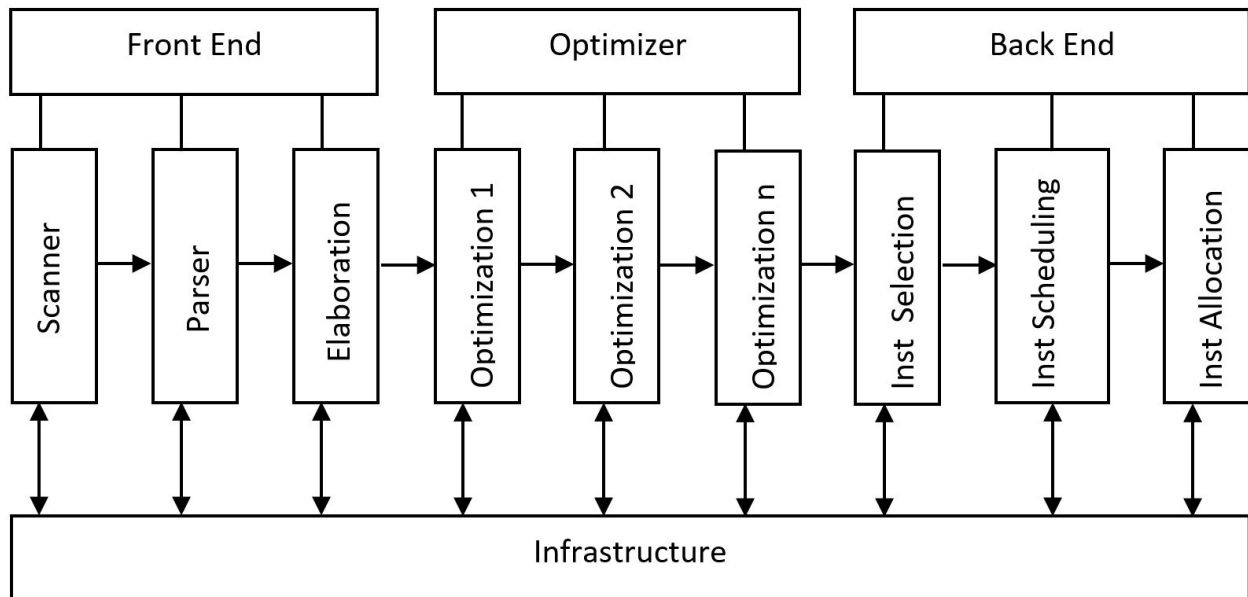 Front End
Optimizer
Back End
Scanner
Parser
Elaboration
Optimization 1
Optimization 2
Optimization n
Inst Selection
Inst Scheduling
Inst Allocation
Infrastructure